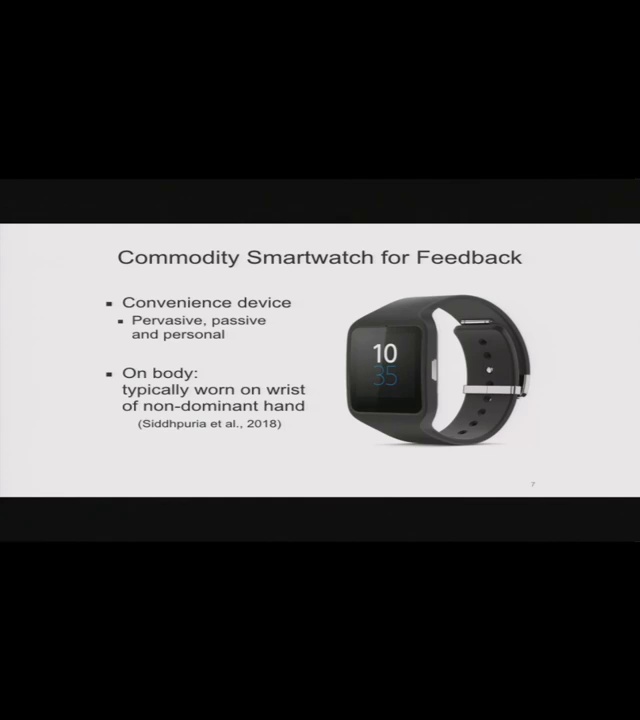 Commodity Smartwatch for Feedback
▪ Convenience device
▪ Pervasive, passive
and personal
▪ On body:
typically worn on wrist
of non-dominant hand
(Siddhpuria et al., 2018)
10
35
7